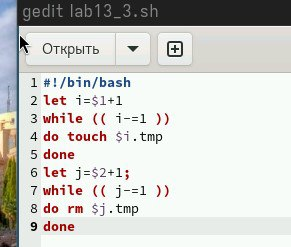 gedit lab13_3.sh
Открыть
1 #!/bin/bash
2 let i=$1+1
3 while (( i-=1 ))
4 do touch $i.tmp
5 done
6 let j=$2+1;
7 while (( j-=1 ))
8 do rm $j.tmp
9 done